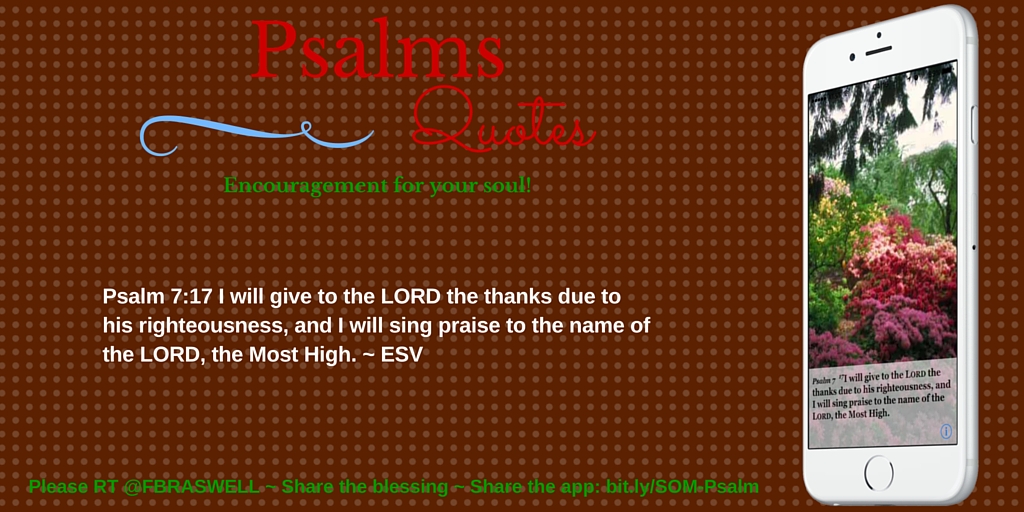 Psalms
Quotes
Encouragement for your soul!
Psalm 7:17 I will give to the LORD the thanks due to
his righteousness, and I will sing praise to the name of
the LORD, the Most High. ~ ESV
Psalm 7 17I will give to the LORD the
thanks due to his righteousness, and
I will sing praise to the name of the
LORD, the Most High.
i
Please RT @FBRASWELL ~ Share the blessing ~ Share the app: bit.ly/SOM-Psalm